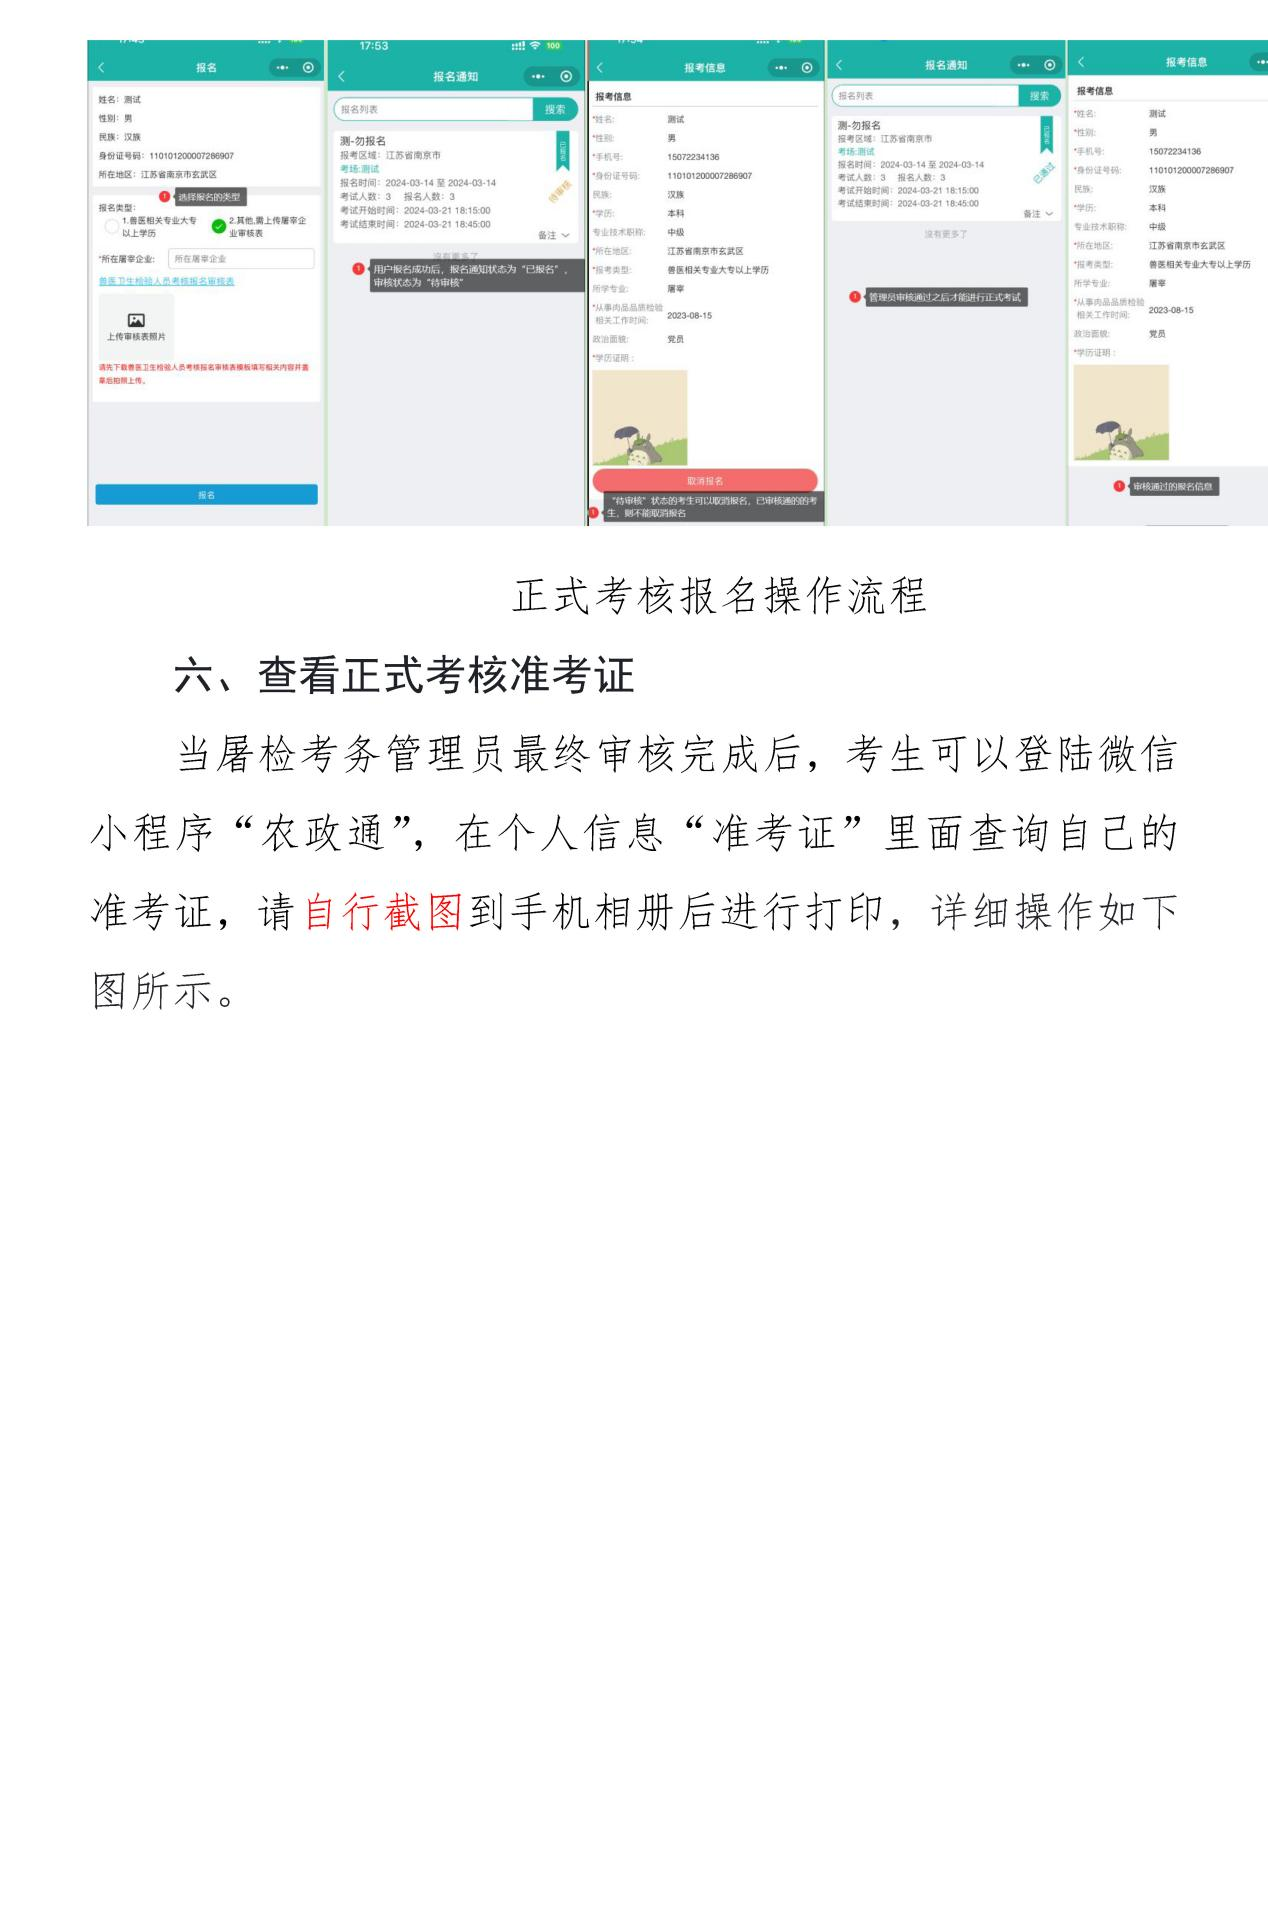 17:53
100
报名
姓名：测试
性别：男
民族：汉族
身份证号码：110101200007286907
所在地区：江苏省南京市玄武区
1 选择报名的类型
报名类型：
1.兽医相关专业大专以上学历
2.其他,需上传屠宰企业审核表
*所在屠宰企业：
所在屠宰企业
兽医卫生检验人员考核报名审核表
上传审核表照片
请先下载兽医卫生检验人员考核报名审核表模板填写相关内容并盖
章后拍照上传。
报名
报名通知
报名列表
搜索
测-勿报名
已报名
报考区域：江苏省南京市
考场:测试
报名时间：2024-03-14 至 2024-03-14
待审核
考试人数：3 报名人数：3
考试开始时间：2024-03-21 18:15:00
考试结束时间：2024-03-21 18:45:00
备注
没有更多了
1 用户报名成功后，报名通知状态为“已报名”，
审核状态为“待审核”
报考信息
报考信息
*姓名： 测试
*性别： 男
*手机号： 15072234136
*身份证号码： 110101200007286907
民族： 汉族
*学历： 本科
专业技术职称： 中级
*所在地区： 江苏省南京市玄武区
*报考类型： 兽医相关专业大专以上学历
所学专业： 屠宰
*从事肉品品质检验
相关工作时间： 2023-08-15
政治面貌： 党员
*学历证明：
取消报名
1 “待审核”状态的考生可以取消报名，已审核通的的考
生，则不能取消报名
报名通知
报名列表
搜索
测-勿报名
已报名
报考区域：江苏省南京市
考场:测试
报名时间：2024-03-14 至 2024-03-14
已通过
考试人数：3 报名人数：3
考试开始时间：2024-03-21 18:15:00
考试结束时间：2024-03-21 18:45:00
备注
没有更多了
1 管理员审核通过之后才能进行正式考试
报考信息
报考信息
*姓名： 测试
*性别： 男
*手机号： 15072234136
*身份证号码： 110101200007286907
民族： 汉族
*学历： 本科
专业技术职称： 中级
*所在地区： 江苏省南京市玄武区
*报考类型： 兽医相关专业大专以上学历
所学专业： 屠宰
*从事肉品品质检验
相关工作时间： 2023-08-15
政治面貌： 党员
*学历证明：
1 审核通过的报名信息
正式考核报名操作流程
六、查看正式考核准考证
当屠检考务管理员最终审核完成后，考生可以登陆微信
小程序“农政通”，在个人信息“准考证”里面查询自己的
准考证，请自行截图到手机相册后进行打印，详细操作如下
图所示。